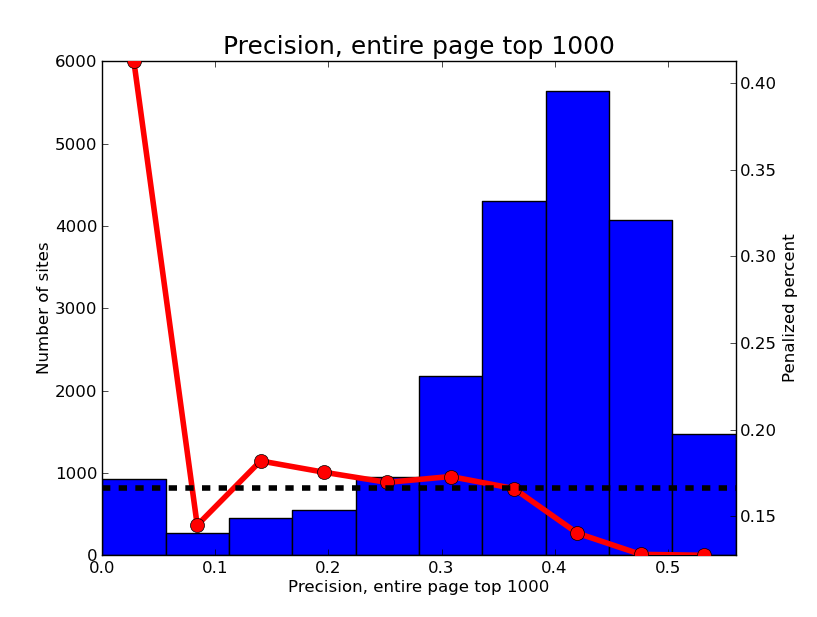 Precision, entire page top 1000
6000
5000
4000
3000
2000
1000
0
Number of sites
0.40
0.35
0.30
0.25
0.20
0.15
Penalized percent
0.0 0.1 0.2 0.3 0.4 0.5
Precision, entire page top 1000